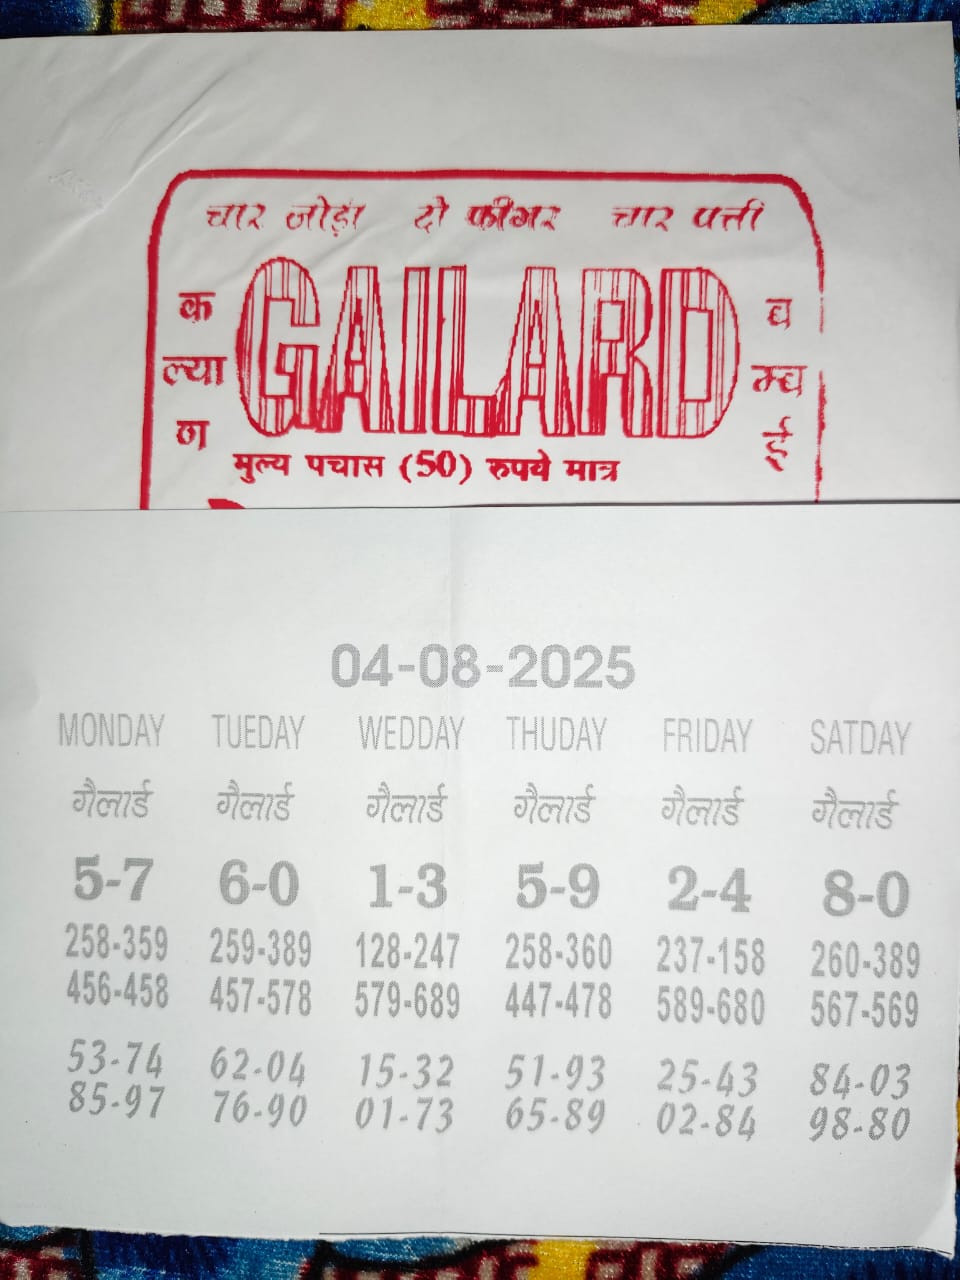 चार जोड़ा दो फीगर चार पत्ती
कल्याण GAILARD बम्बई
मुल्य पचास (50) रुपये मात्र
04-08-2025
MONDAY TUEDAY WEDDAY THUDAY FRIDAY SATDAY
गैलार्ड गैलार्ड गैलार्ड गैलार्ड गैलार्ड गैलार्ड
5-7 6-0 1-3 5-9 2-4 8-0
258-359 259-389 128-247 258-360 237-158 260-389
456-458 457-578 579-689 447-478 589-680 567-569
53-74 62-04 15-32 51-93 25-43 84-03
85-97 76-90 01-73 65-89 02-84 98-80